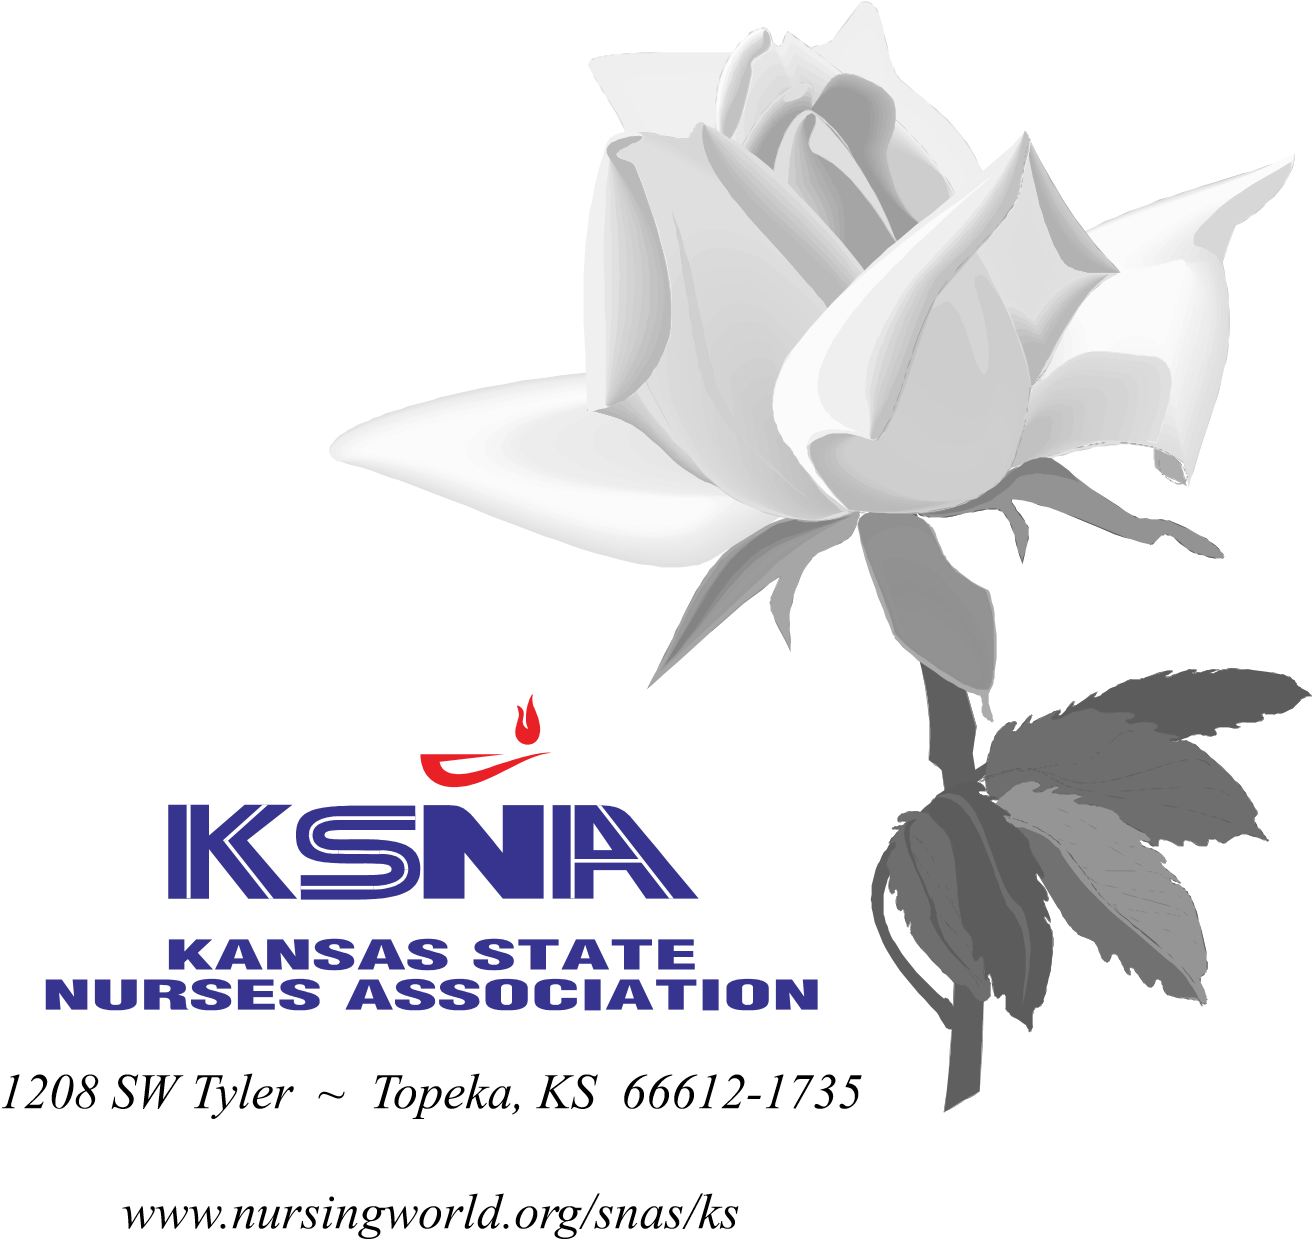 KSNA
KANSAS STATE
NURSES ASSOCIATION
1208 SW Tyler ~ Topeka, KS 66612-1735
www.nursingworld.org/snas/ks